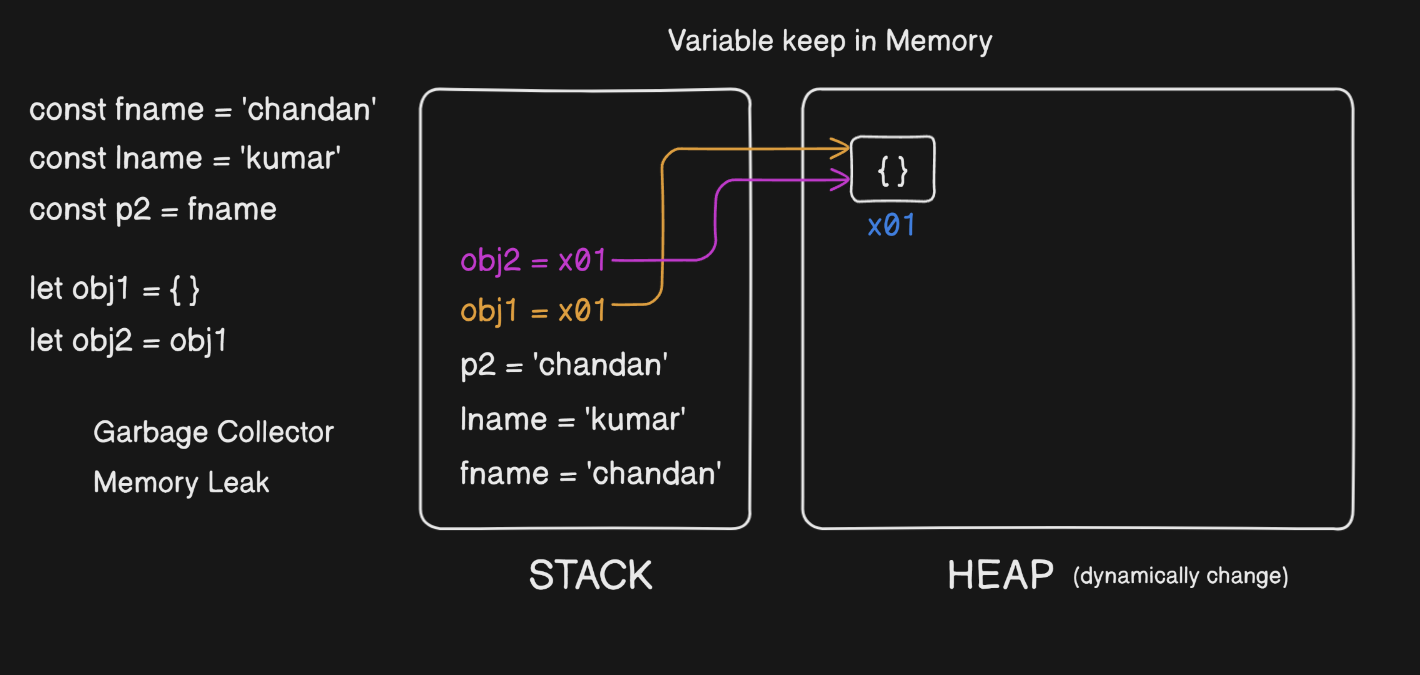 Variable keep in Memory
const fname = 'chandan'
const lname = 'kumar'
const p2 = fname
let obj1 = { }
let obj2 = obj1
Garbage Collector
Memory Leak
obj2 = x01
obj1 = x01
p2 = 'chandan'
lname = 'kumar'
fname = 'chandan'
STACK
{ }
x01
HEAP (dynamically change)